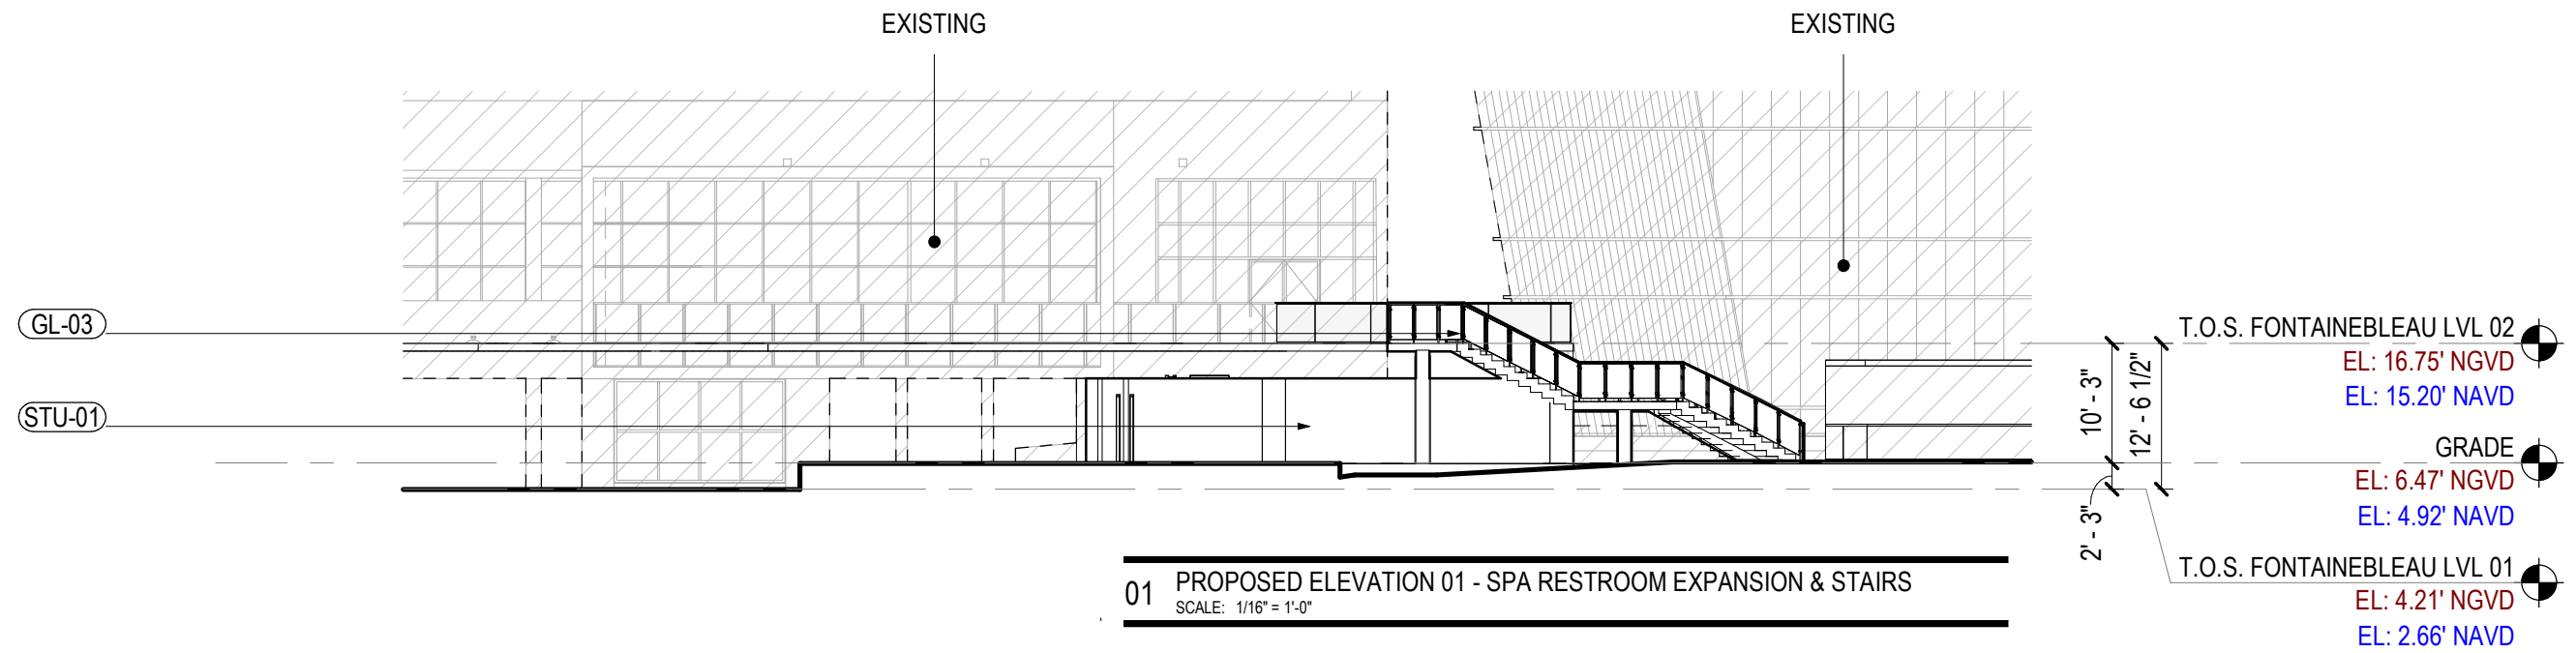 EXISTING
EXISTING
GL-03
STU-01
T.O.S. FONTAINEBLEAU LVL 02
EL: 16.75' NGVD
EL: 15.20' NAVD
10' - 3"
12' - 6 1/2"
GRADE
EL: 6.47' NGVD
EL: 4.92' NAVD
2' - 3"
T.O.S. FONTAINEBLEAU LVL 01
EL: 4.21' NGVD
EL: 2.66' NAVD
01 PROPOSED ELEVATION 01 - SPA RESTROOM EXPANSION & STAIRS
SCALE: 1/16" = 1'-0"